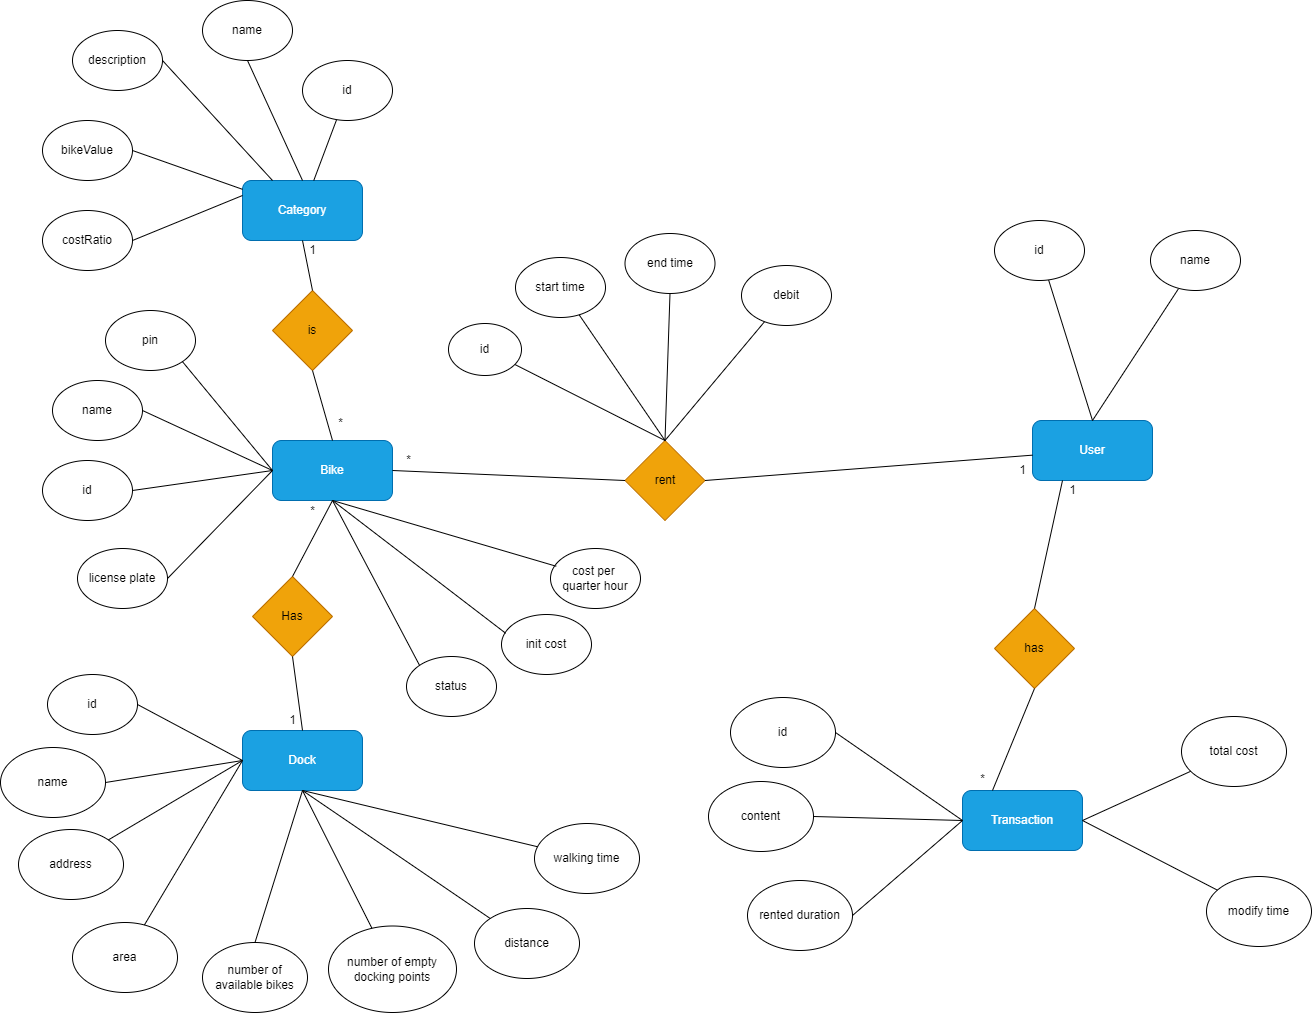 name
description
id
bikeValue
costRatio
Category
1
is
id
name
end time
start time
debit
id
pin
name
*
id
Bike
*
rent
User
1
1
*
license plate
cost per
quarter hour
Has
init cost
has
status
id
1
name
Dock
id
total cost
*
content
Transaction
address
walking time
rented duration
modify time
area
distance
number of
available bikes
number of empty
docking points